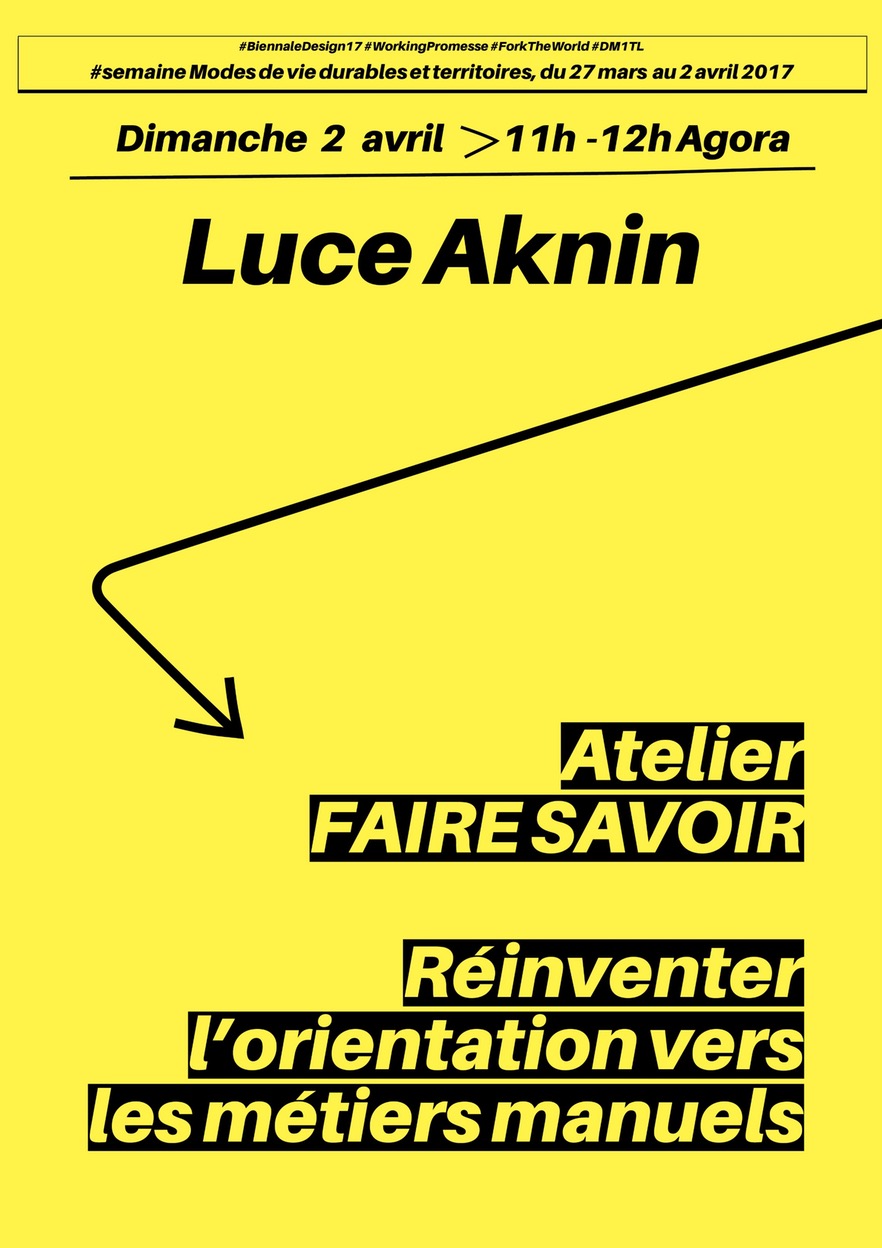 #BiennaleDesign17 #WorkingPromesse #ForkTheWorld #DM1TL
#semaine Modes de vie durables et territoires, du 27 mars au 2 avril 2017
Dimanche 2 avril > 11h -12h Agora
Luce Aknin
Atelier
FAIRE SAVOIR
Réinventer
l’orientation vers
les métiers manuels